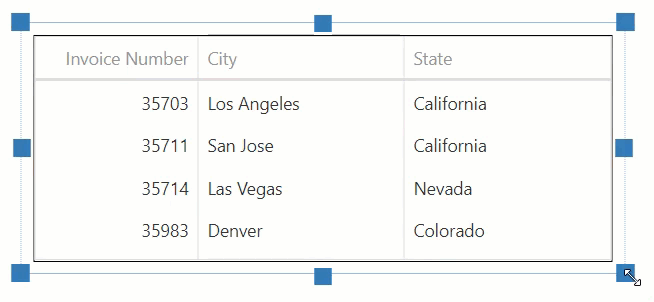 Invoice Number City State
35703 Los Angeles California
35711 San Jose California
35714 Las Vegas Nevada
35983 Denver Colorado